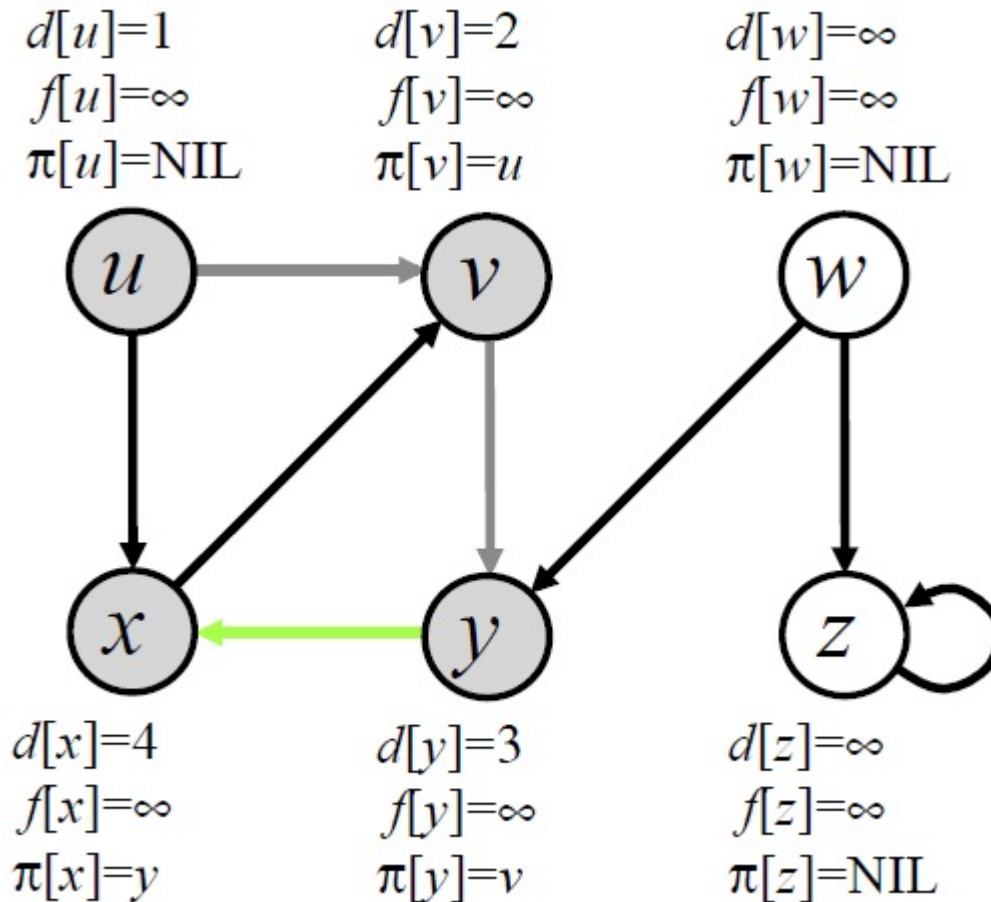 d[u]=1
f[u]=∞
π[u]=NIL
d[v]=2
f[v]=∞
π[v]=u
d[w]=∞
f[w]=∞
π[w]=NIL
u
v
w
x
y
z
d[x]=4
f[x]=∞
π[x]=y
d[y]=3
f[y]=∞
π[y]=v
d[z]=∞
f[z]=∞
π[z]=NIL